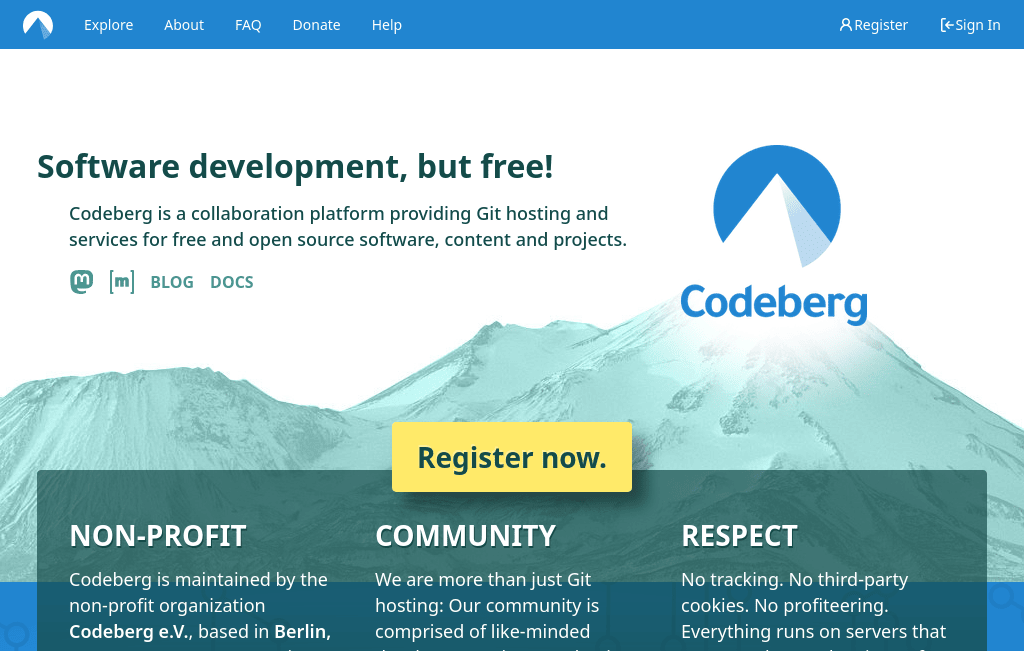 Explore About FAQ Donate Help Register Sign In
Software development, but free!
Codeberg is a collaboration platform providing Git hosting and
services for free and open source software, content and projects.
[m] BLOG DOCS
Codeberg
Register now.
NON-PROFIT
Codeberg is maintained by the
non-profit organization
Codeberg e.V., based in Berlin,
COMMUNITY
We are more than just Git
hosting: Our community is
comprised of like-minded
RESPECT
No tracking. No third-party
cookies. No profiteering.
Everything runs on servers that